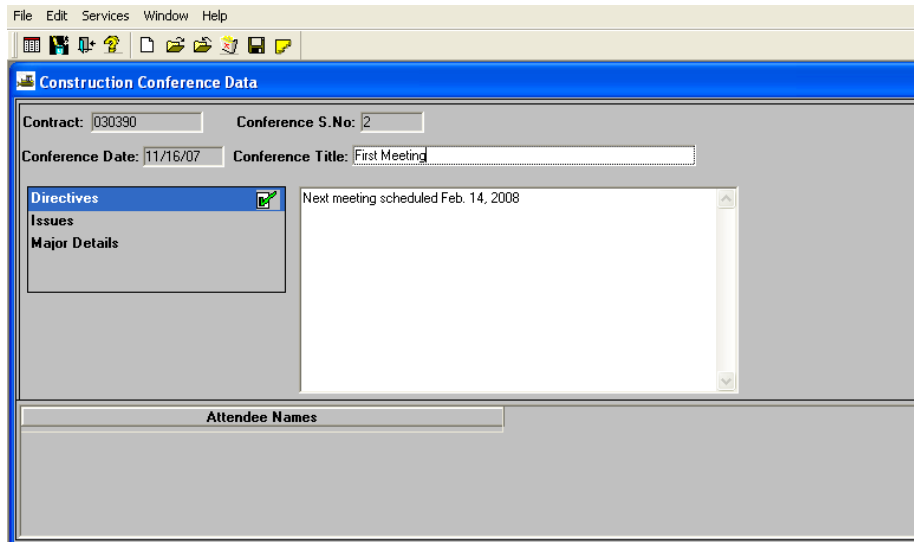 File Edit Services Window Help
Construction Conference Data
Contract: 030390 Conference S.No: 2
Conference Date: 11/16/07 Conference Title: First Meeting
Directives
Issues
Major Details
Next meeting scheduled Feb. 14, 2008
Attendee Names